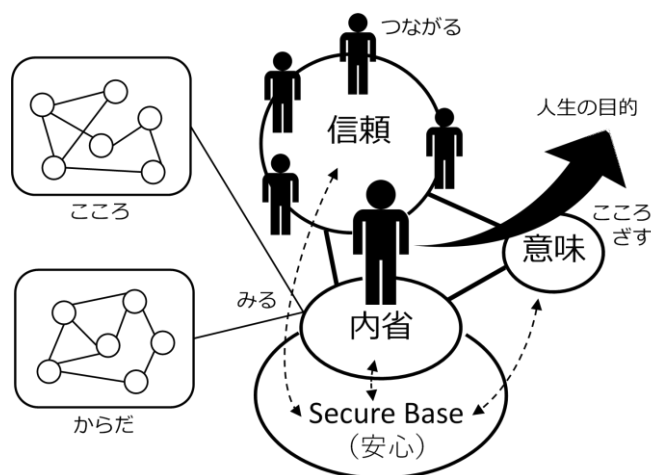 つながる
信頼
人生の目的
こころ
ざす
意味
こころ
みる
内省
からだ
Secure Base
（安心）